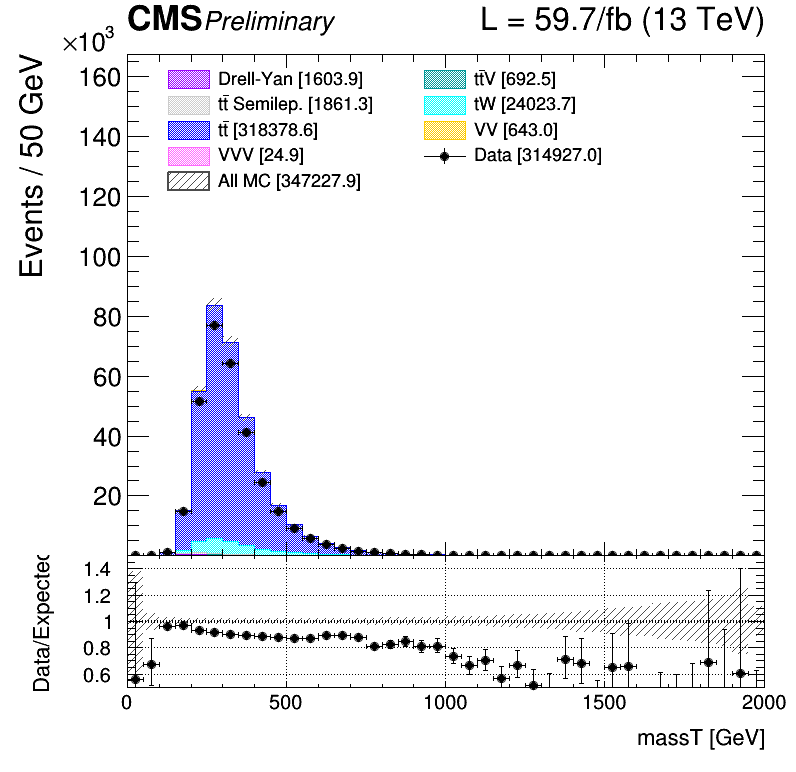 CMS Preliminary L = 59.7/fb (13 TeV)
×10³
Events / 50 GeV
160
140
120
100
80
60
40
20
Drell-Yan [1603.9]
tt̄ Semilep. [1861.3]
tt̄ [318378.6]
VVV [24.9]
All MC [347227.9]
tt̄V [692.5]
tW [24023.7]
VV [643.0]
Data [314927.0]
Data/Expected
1.4
1.2
1
0.8
0.6
0 500 1000 1500 2000
massT [GeV]